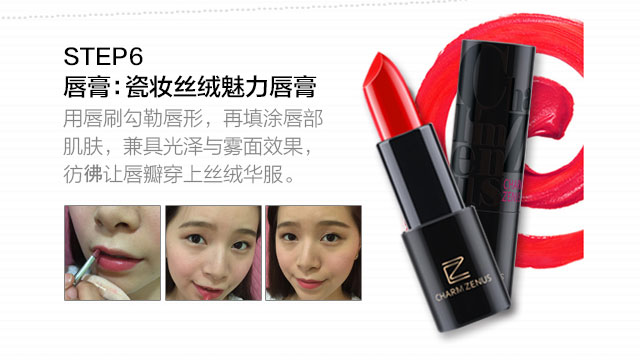 STEP6
唇膏：瓷妆丝绒魅力唇膏
用唇刷勾勒唇形，再填涂唇部
肌肤，兼具光泽与雾面效果，
仿彿让唇瓣穿上丝绒华服。
CHARM ZENUS